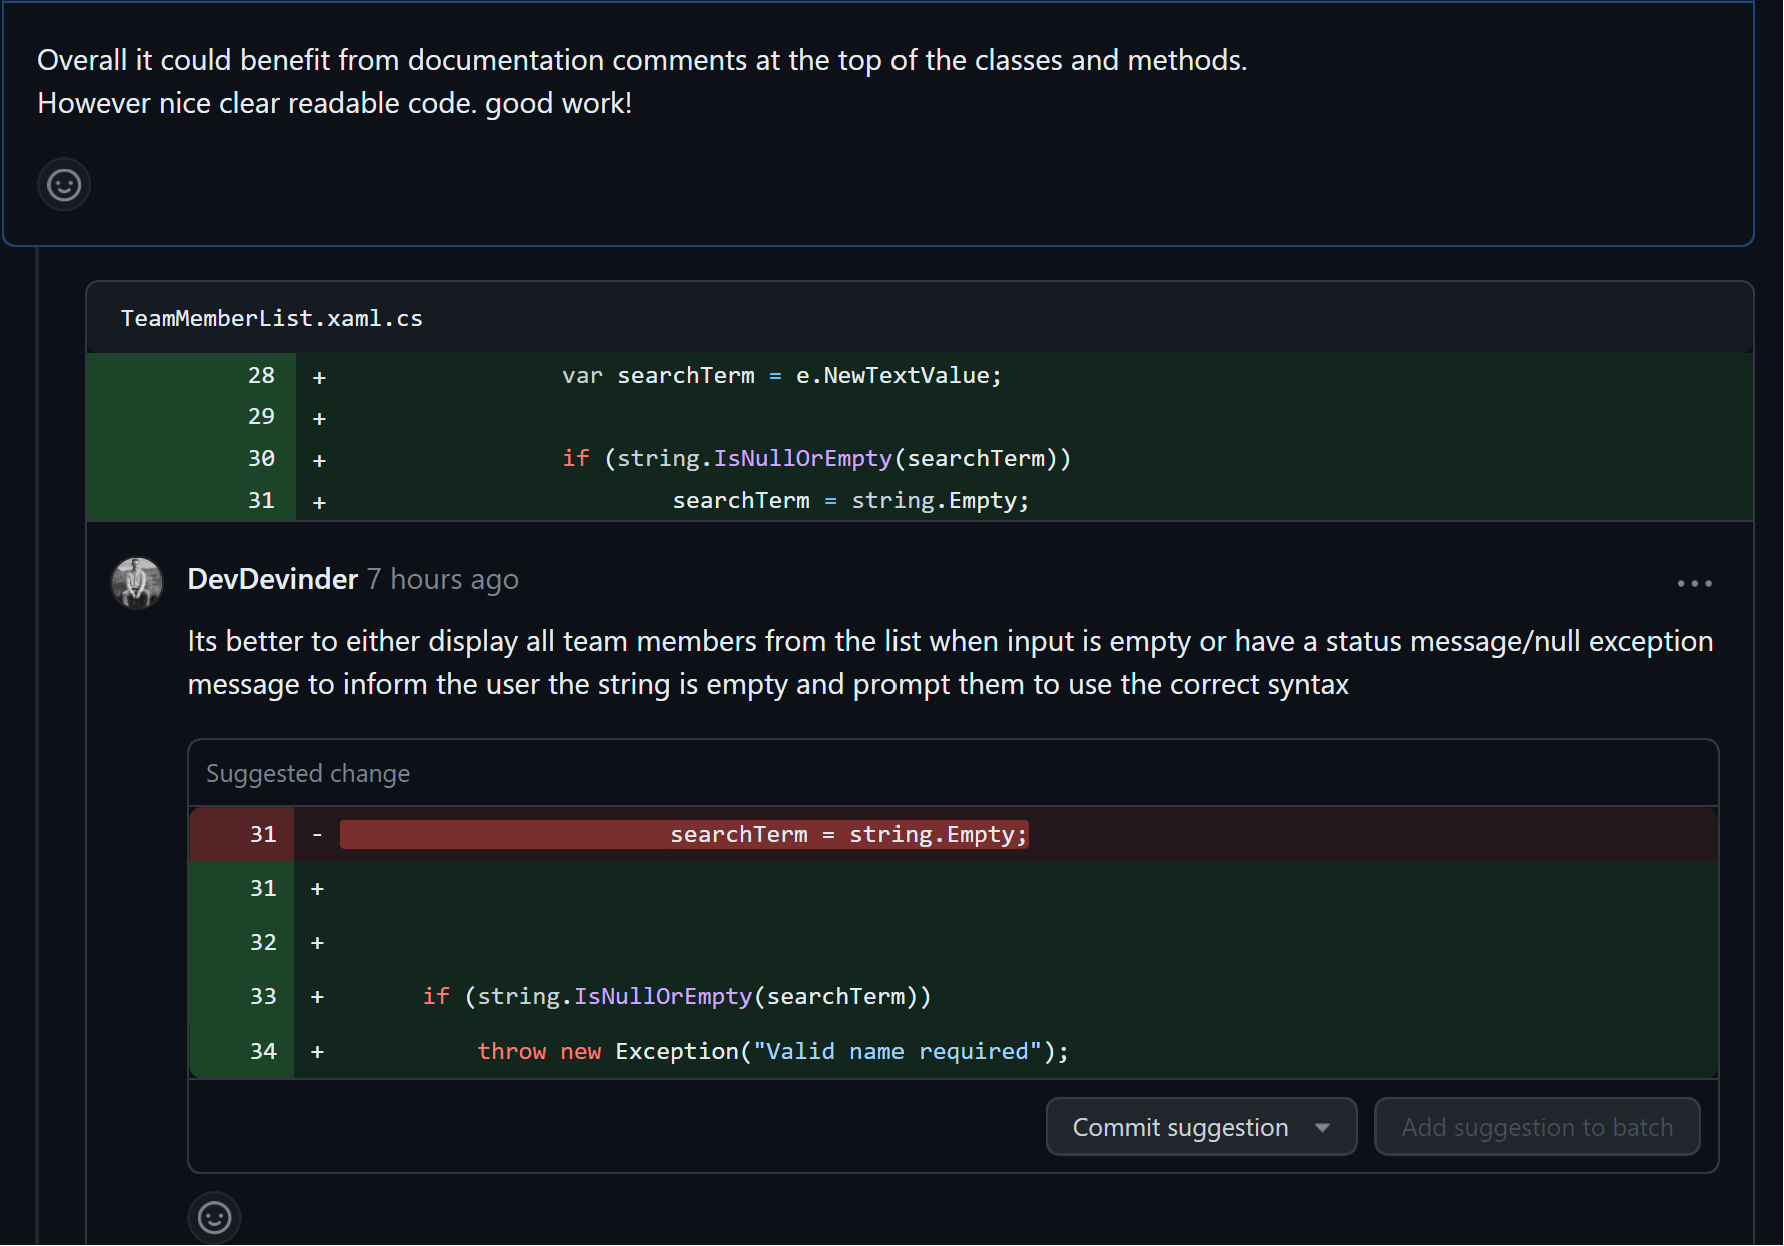 Overall it could benefit from documentation comments at the top of the classes and methods.
However nice clear readable code. good work!
TeamMemberList.xaml.cs
28 + var searchTerm = e.NewTextValue;
29 +
30 + if (string.IsNullOrEmpty(searchTerm))
31 + searchTerm = string.Empty;
DevDevinder 7 hours ago
Its better to either display all team members from the list when input is empty or have a status message/null exception
message to inform the user the string is empty and prompt them to use the correct syntax
Suggested change
31 - searchTerm = string.Empty;
31 +
32 +
33 + if (string.IsNullOrEmpty(searchTerm))
34 + throw new Exception("Valid name required");
Commit suggestion Add suggestion to batch